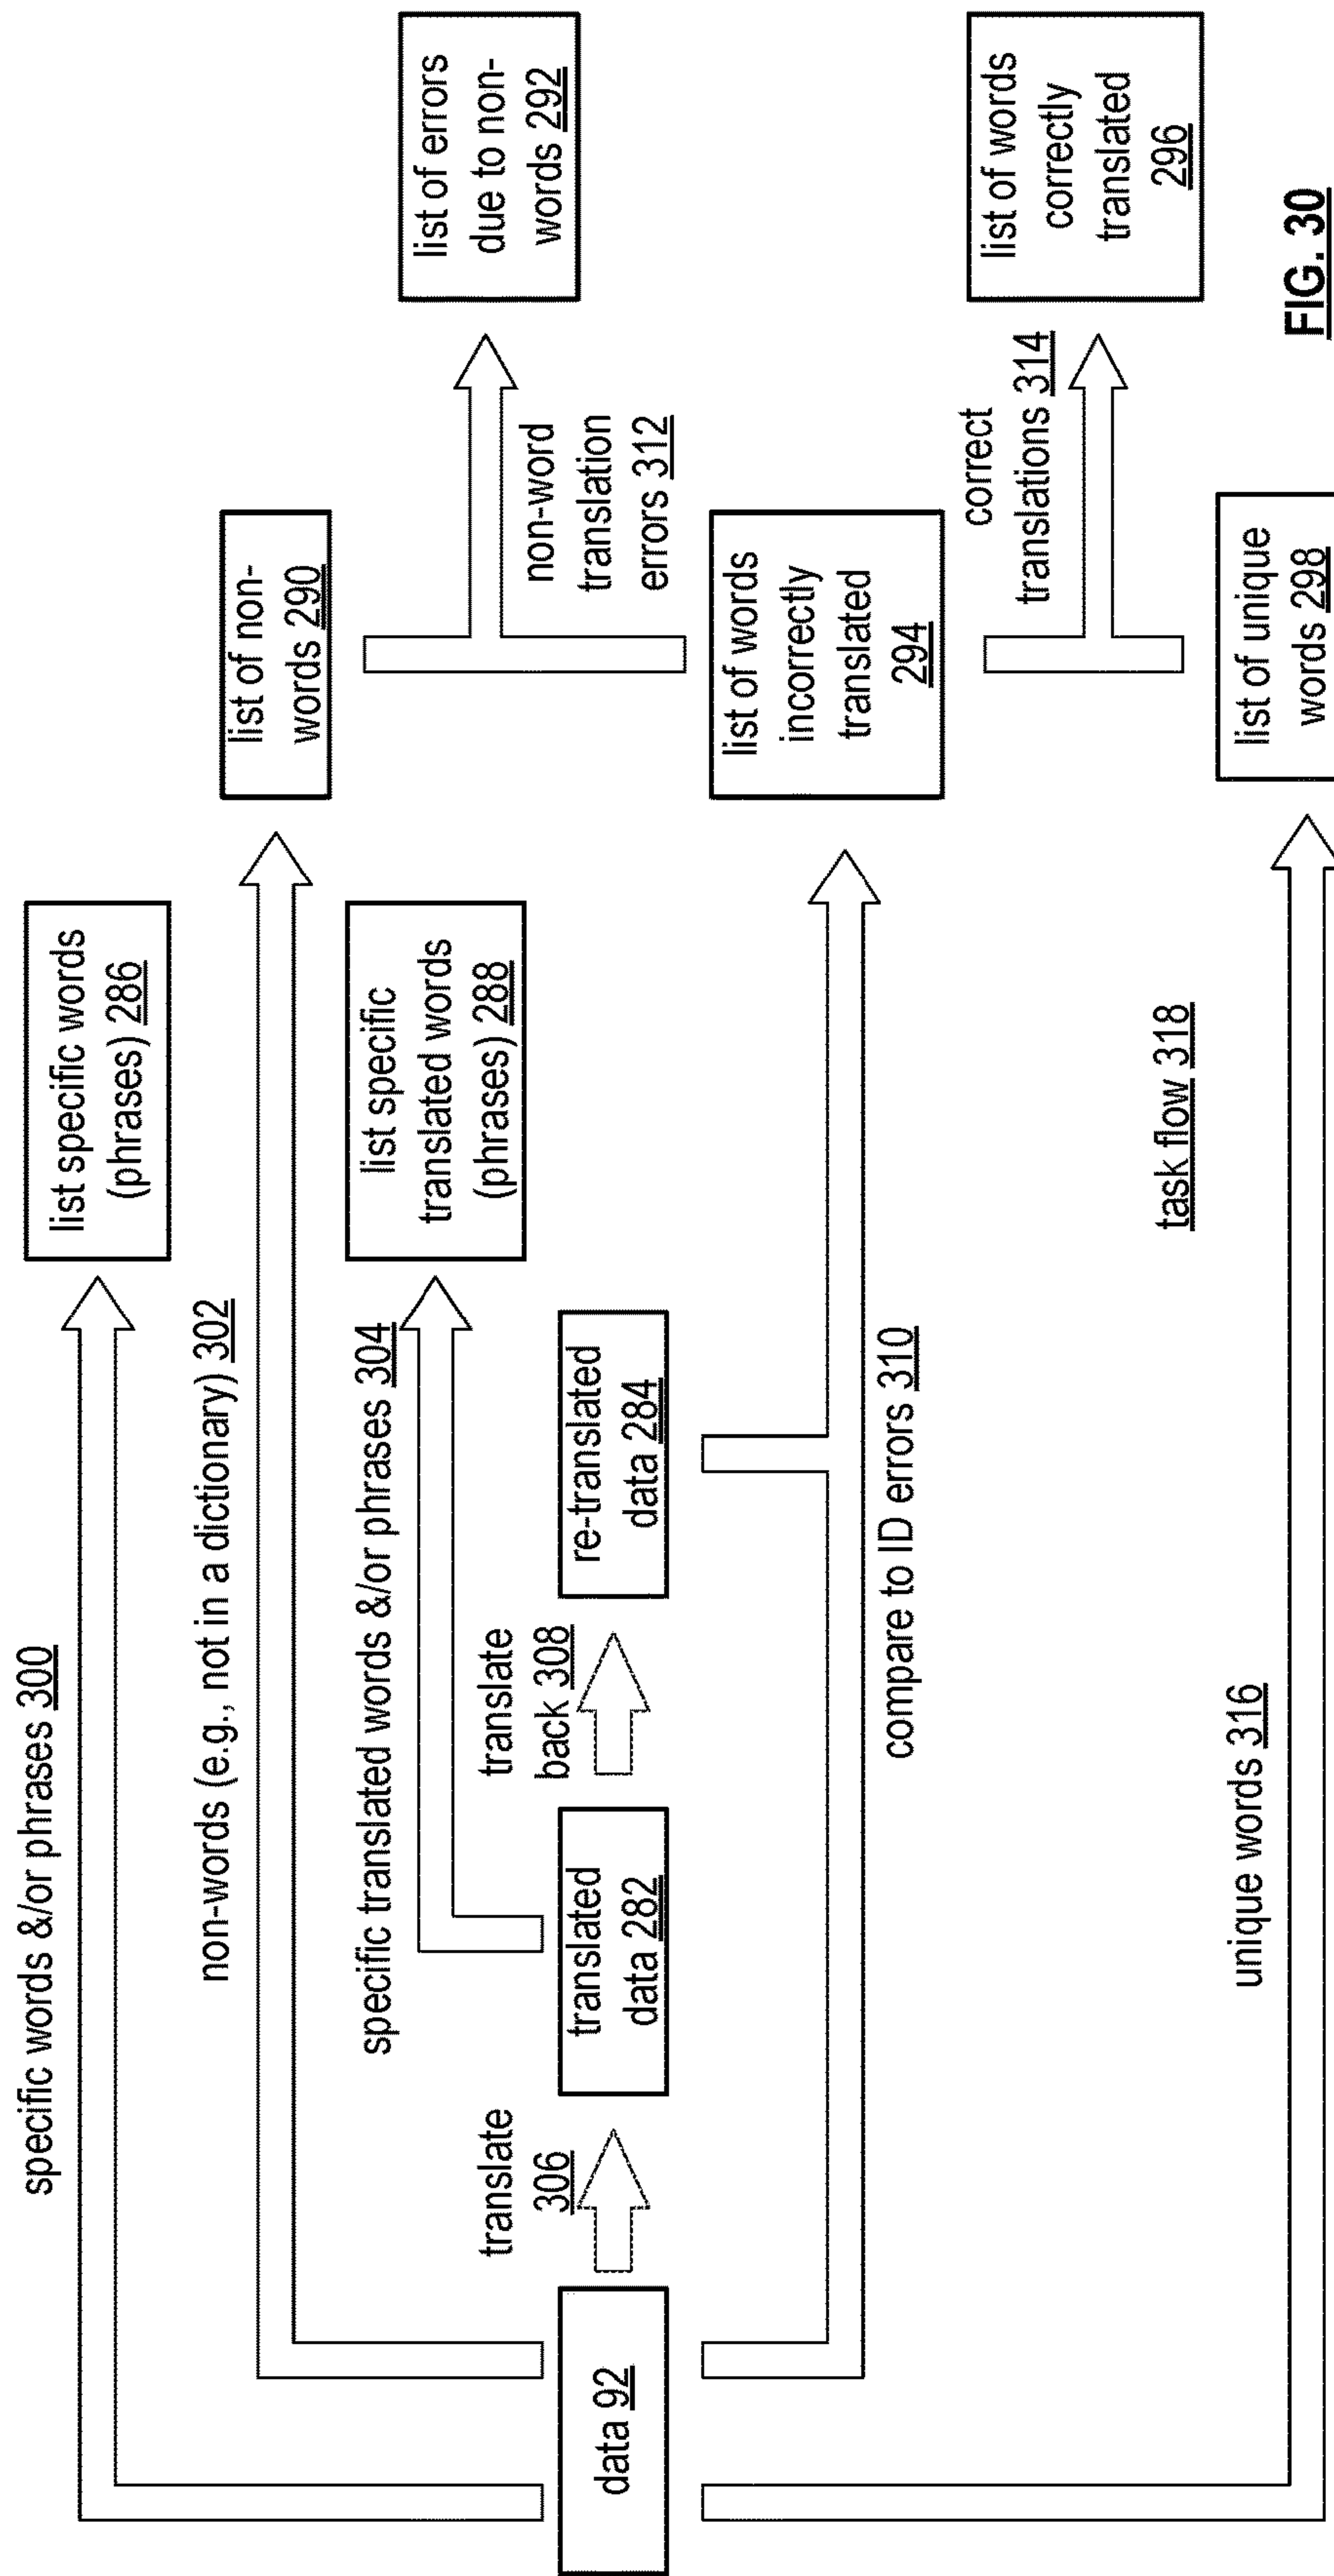 specific words &/or phrases 300
list specific words
(phrases) 286
non-words (e.g., not in a dictionary) 302
list of non-
words 290
specific translated words &/or phrases 304
list specific
translated words
(phrases) 288
list of errors
due to non-
words 292
translate
306
translate
back 308
non-word
translation
errors 312
data 92
translated
data 282
re-translated
data 284
list of words
incorrectly
translated
294
compare to ID errors 310
correct
translations 314
list of words
correctly
translated
296
task flow 318
unique words 316
list of unique
words 298
FIG. 30